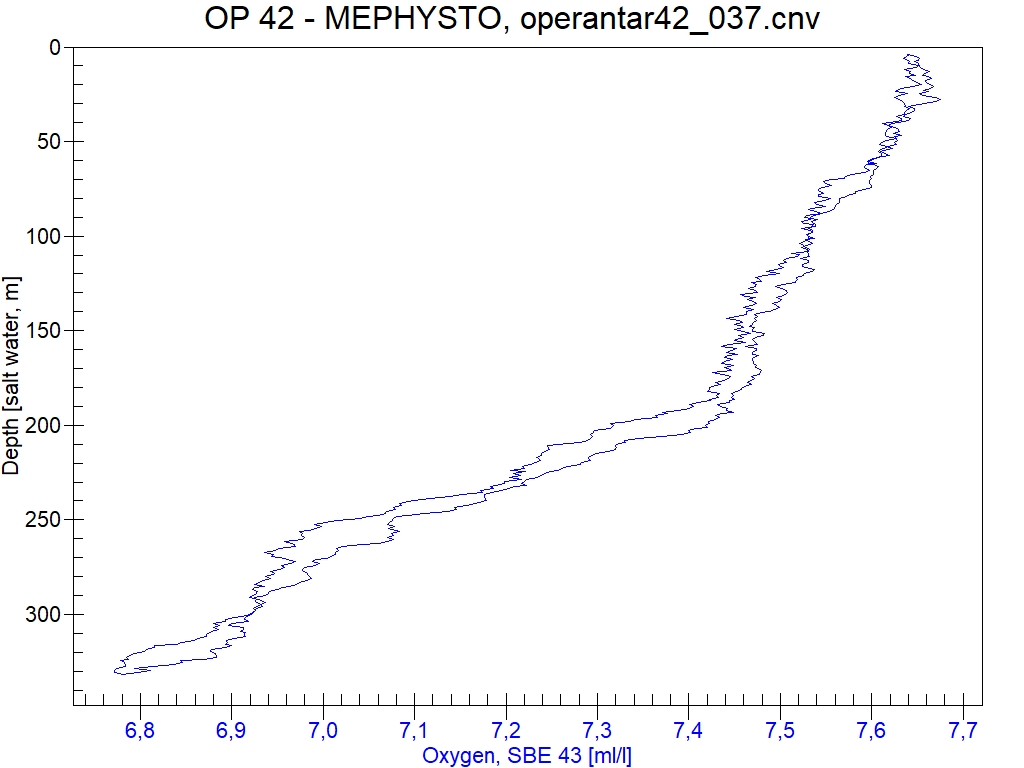 OP 42 - MEPHYSTO, operantar42_037.cnv
0
50
100
150
200
250
300
Depth [salt water, m]
6,8 6,9 7,0 7,1 7,2 7,3 7,4 7,5 7,6 7,7
Oxygen, SBE 43 [ml/l]